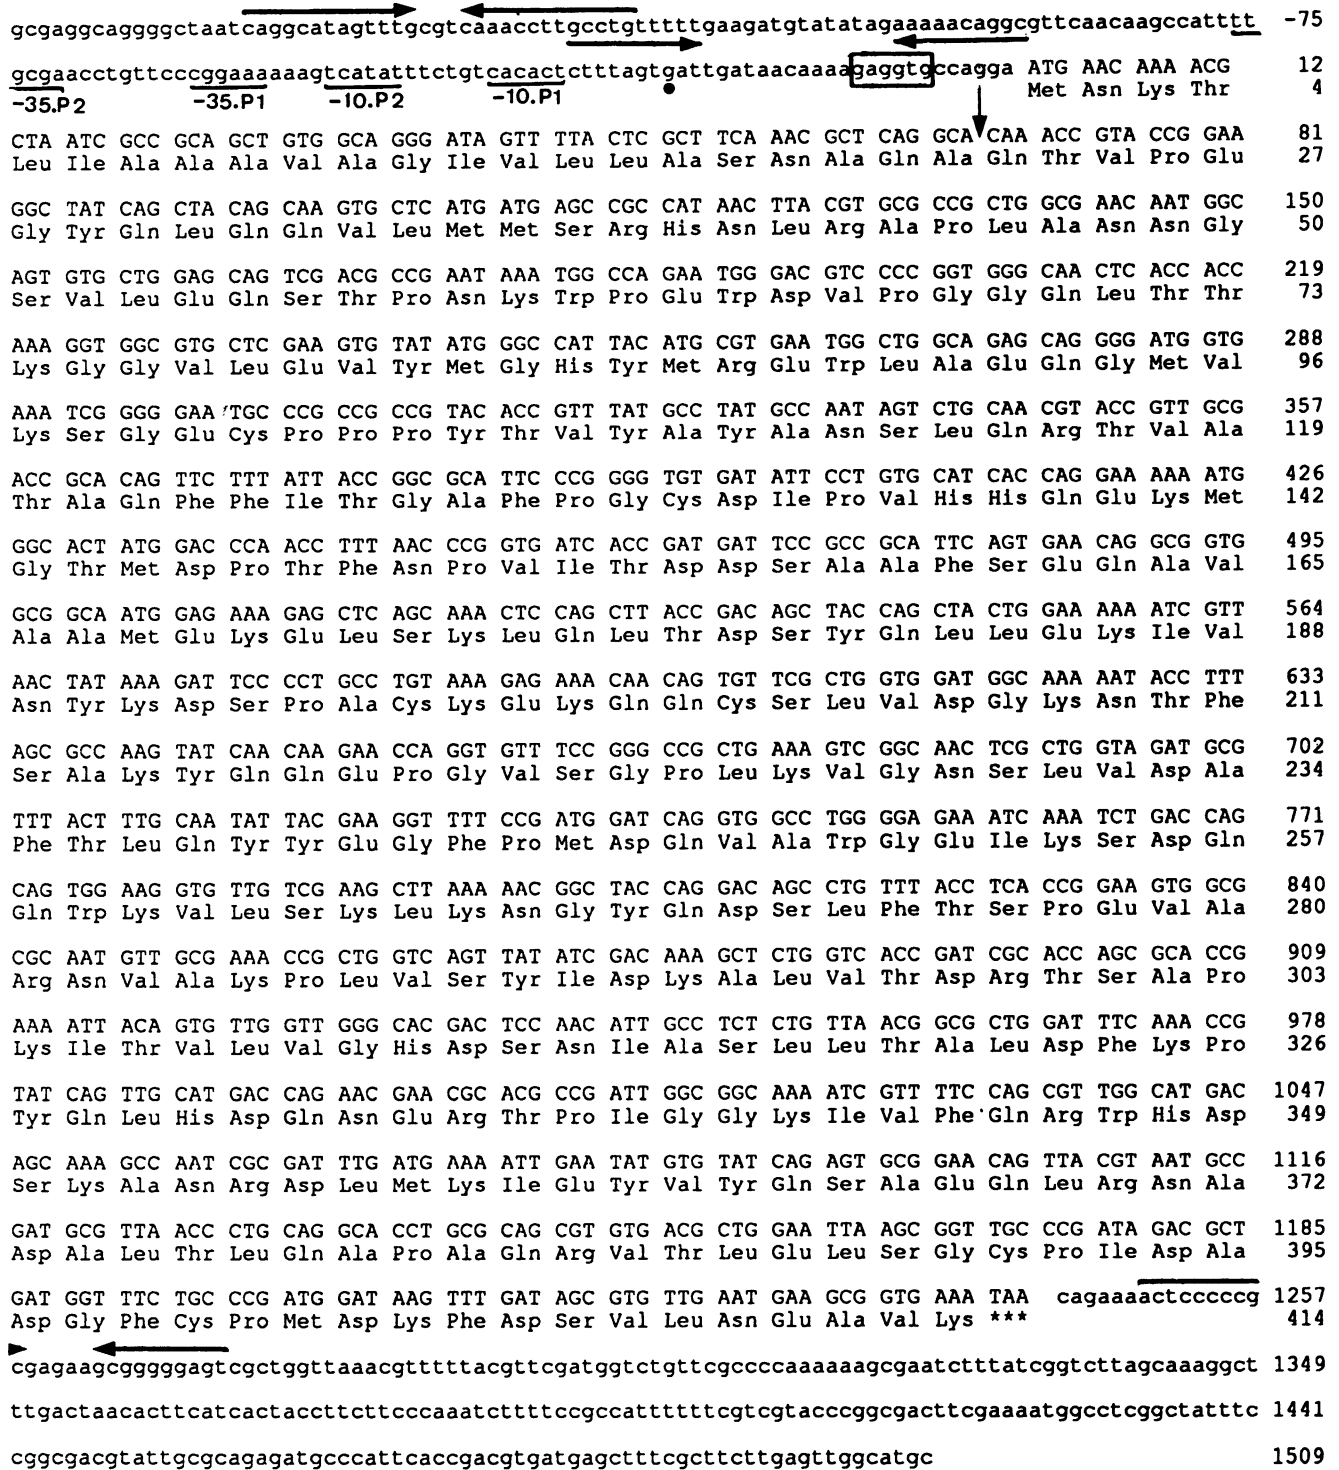 gcgaggcaggggctaatcaggcatagtttgcgtcaaaccttgcctgtttttgaagatgtatatagaaaaacaggcgttcaacaagccatttt -75
gcgaacctgttcccggaaaaaagtcatatttctgtcacactctttagtgattgataacaaaagaggtgccagga ATG AAC AAA ACG 12
-35.P2 -35.P1 -10.P2 -10.P1 Met Asn Lys Thr 4
CTA ATC GCC GCA GCT GTG GCA GGG ATA GTT TTA CTC GCT TCA AAC GCT CAG GCA CAA ACC GTA CCG GAA 81
Leu Ile Ala Ala Ala Val Ala Gly Ile Val Leu Leu Ala Ser Asn Ala Gln Ala Gln Thr Val Pro Glu 27
GGC TAT CAG CTA CAG CAA GTG CTC ATG ATG AGC CGC CAT AAC TTA CGT GCG CCG CTG GCG AAC AAT GGC 150
Gly Tyr Gln Leu Gln Gln Val Leu Met Met Ser Arg His Asn Leu Arg Ala Pro Leu Ala Asn Asn Gly 50
AGT GTG CTG GAG CAG TCG ACG CCG AAT AAA TGG CCA GAA TGG GAC GTC CCC GGT GGG CAA CTC ACC ACC 219
Ser Val Leu Glu Gln Ser Thr Pro Asn Lys Trp Pro Glu Trp Asp Val Pro Gly Gly Gln Leu Thr Thr 73
AAA GGT GGC GTG CTC GAA GTG TAT ATG GGC CAT TAC ATG CGT GAA TGG CTG GCA GAG CAG GGG ATG GTG 288
Lys Gly Gly Val Leu Glu Val Tyr Met Gly His Tyr Met Arg Glu Trp Leu Ala Glu Gln Gly Met Val 96
AAA TCG GGG GAA TGC CCG CCG CCG TAC ACC GTT TAT GCC TAT GCC AAT AGT CTG CAA CGT ACC GTT GCG 357
Lys Ser Gly Glu Cys Pro Pro Pro Tyr Thr Val Tyr Ala Tyr Ala Asn Ser Leu Gln Arg Thr Val Ala 119
ACC GCA CAG TTC TTT ATT ACC GGC GCA TTC CCG GGG TGT GAT ATT CCT GTG CAT CAC CAG GAA AAA ATG 426
Thr Ala Gln Phe Phe Ile Thr Gly Ala Phe Pro Gly Cys Asp Ile Pro Val His His Gln Glu Lys Met 142
GGC ACT ATG GAC CCA ACC TTT AAC CCG GTG ATC ACC GAT GAT TCC GCC GCA TTC AGT GAA CAG GCG GTG 495
Gly Thr Met Asp Pro Thr Phe Asn Pro Val Ile Thr Asp Asp Ser Ala Ala Phe Ser Glu Gln Ala Val 165
GCG GCA ATG GAG AAA GAG CTC AGC AAA CTC CAG CTT ACC GAC AGC TAC CAG CTA CTG GAA AAA ATC GTT 564
Ala Ala Met Glu Lys Glu Leu Ser Lys Leu Gln Leu Thr Asp Ser Tyr Gln Leu Leu Glu Lys Ile Val 188
AAC TAT AAA GAT TCC CCT GCC TGT AAA GAG AAA CAA CAG TGT TCG CTG GTG GAT GGC AAA AAT ACC TTT 633
Asn Tyr Lys Asp Ser Pro Ala Cys Lys Glu Lys Gln Gln Cys Ser Leu Val Asp Gly Lys Asn Thr Phe 211
AGC GCC AAG TAT CAA CAA GAA CCA GGT GTT TCC GGG CCG CTG AAA GTC GGC AAC TCG CTG GTA GAT GCG 702
Ser Ala Lys Tyr Gln Gln Glu Pro Gly Val Ser Gly Pro Leu Lys Val Gly Asn Ser Leu Val Asp Ala 234
TTT ACT TTG CAA TAT TAC GAA GGT TTT CCG ATG GAT CAG GTG GCC TGG GGA GAA ATC AAA TCT GAC CAG 771
Phe Thr Leu Gln Tyr Tyr Glu Gly Phe Pro Met Asp Gln Val Ala Trp Gly Glu Ile Lys Ser Asp Gln 257
CAG TGG AAG GTG TTG TCG AAG CTT AAA AAC GGC TAC CAG GAC AGC CTG TTT ACC TCA CCG GAA GTG GCG 840
Gln Trp Lys Val Leu Ser Lys Leu Lys Asn Gly Tyr Gln Asp Ser Leu Phe Thr Ser Pro Glu Val Ala 280
CGC AAT GTT GCG AAA CCG CTG GTC AGT TAT ATC GAC AAA GCT CTG GTC ACC GAT CGC ACC AGC GCA CCG 909
Arg Asn Val Ala Lys Pro Leu Val Ser Tyr Ile Asp Lys Ala Leu Val Thr Asp Arg Thr Ser Ala Pro 303
AAA ATT ACA GTG TTG GTT GGG CAC GAC TCC AAC ATT GCC TCT CTG TTA ACG GCG CTG GAT TTC AAA CCG 978
Lys Ile Thr Val Leu Val Gly His Asp Ser Asn Ile Ala Ser Leu Leu Thr Ala Leu Asp Phe Lys Pro 326
TAT CAG TTG CAT GAC CAG AAC GAA CGC ACG CCG ATT GGC GGC AAA ATC GTT TTC CAG CGT TGG CAT GAC 1047
Tyr Gln Leu His Asp Gln Asn Glu Arg Thr Pro Ile Gly Gly Lys Ile Val Phe Gln Arg Trp His Asp 349
AGC AAA GCC AAT CGC GAT TTG ATG AAA ATT GAA TAT GTG TAT CAG AGT GCG GAA CAG TTA CGT AAT GCC 1116
Ser Lys Ala Asn Arg Asp Leu Met Lys Ile Glu Tyr Val Tyr Gln Ser Ala Glu Gln Leu Arg Asn Ala 372
GAT GCG TTA ACC CTG CAG GCA CCT GCG CAG CGT GTG ACG CTG GAA TTA AGC GGT TGC CCG ATA GAC GCT 1185
Asp Ala Leu Thr Leu Gln Ala Pro Ala Gln Arg Val Thr Leu Glu Leu Ser Gly Cys Pro Ile Asp Ala 395
GAT GGT TTC TGC CCG ATG GAT AAG TTT GAT AGC GTG TTG AAT GAA GCG GTG AAA TAA cagaaaactcccccg 1257
Asp Gly Phe Cys Pro Met Asp Lys Phe Asp Ser Val Leu Asn Glu Ala Val Lys *** 414
cgagaagcgggggagtcgctggttaaacgtttttacgttcgatggtctgttcgccccaaaaaagcgaatctttatcggtcttagcaaaggct 1349
ttgactaacacttcatcactaccttcttcccaaatcttttccgccatttttttcgtcgtacccggcgacttcgaaaatggcctcggctatttc 1441
cggcgacgtattgcgcagagatgcccattcaccgacgtgatgagctttcgcttcttgagttggcatgc 1509